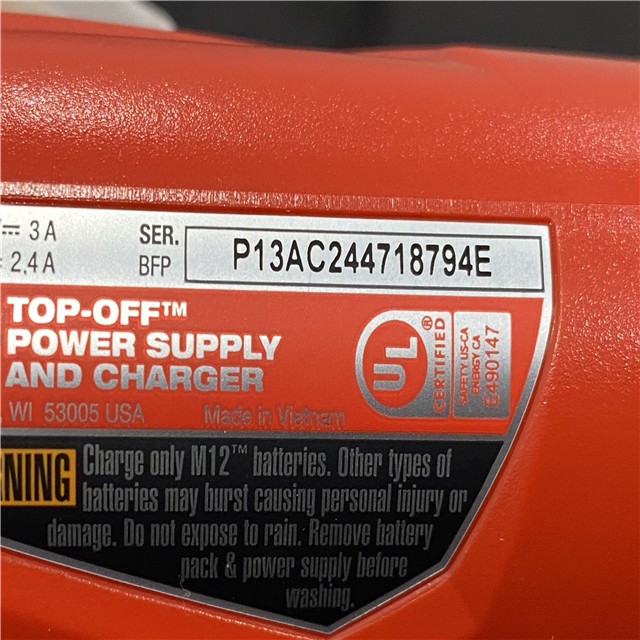 ⎓ 3 A
2,4 A
SER.
BFP
P13AC244718794E
TOP-OFF™
POWER SUPPLY
AND CHARGER
WI 53005 USA
Made in Vietnam
UL ®
CERTIFIED
SAFETY US-CA
ENERGY CA
E490147
Charge only M12™ batteries. Other types of
batteries may burst causing personal injury or
damage. Do not expose to rain. Remove battery
pack & power supply before
washing.